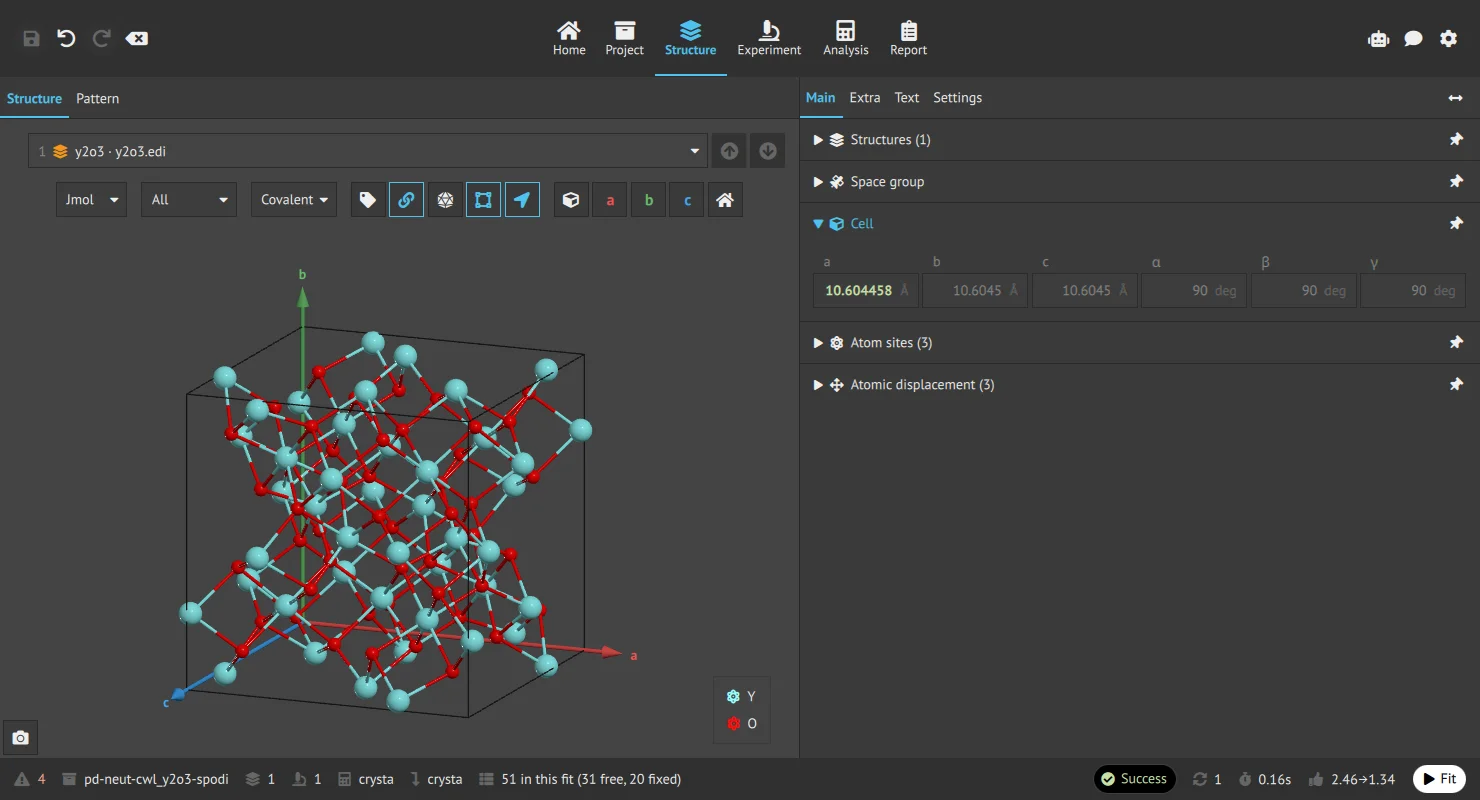 Home Project Structure Experiment Analysis Report
Structure Pattern
Main Extra Text Settings
1 y2o3 · y2o3.edi
Jmol All Covalent a b c
b
a
c
Y
O
Structures (1)
Space group
Cell
a b c α β γ
10.604458 Å 10.6045 Å 10.6045 Å 90 deg 90 deg 90 deg
Atom sites (3)
Atomic displacement (3)
4 pd-neut-cwl_y2o3-spodi 1 1 crysta crysta 51 in this fit (31 free, 20 fixed) Success 1 0.16s 2.46→1.34 Fit